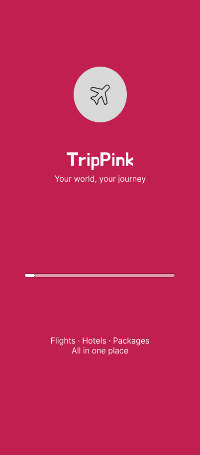 TripPink
Your world, your journey
Flights · Hotels · Packages
All in one place